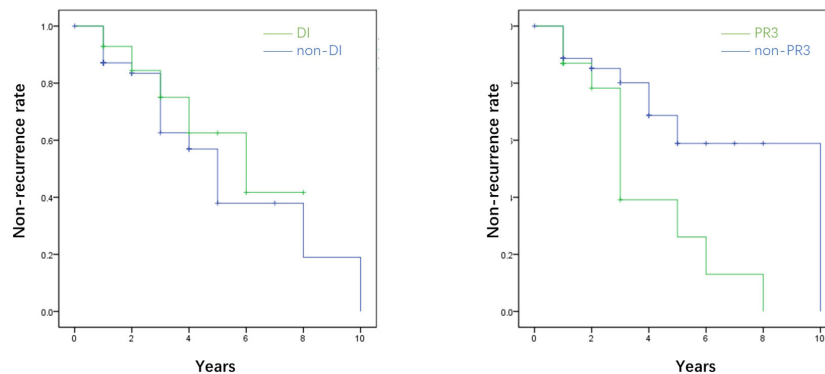 1.0
0.8
0.6
0.4
0.2
0.0
Non-recurrence rate
DI
non-DI
0 2 4 6 8 10
Years
Non-recurrence rate
PR3
non-PR3
0.2
0.0
0 2 4 6 8 10
Years